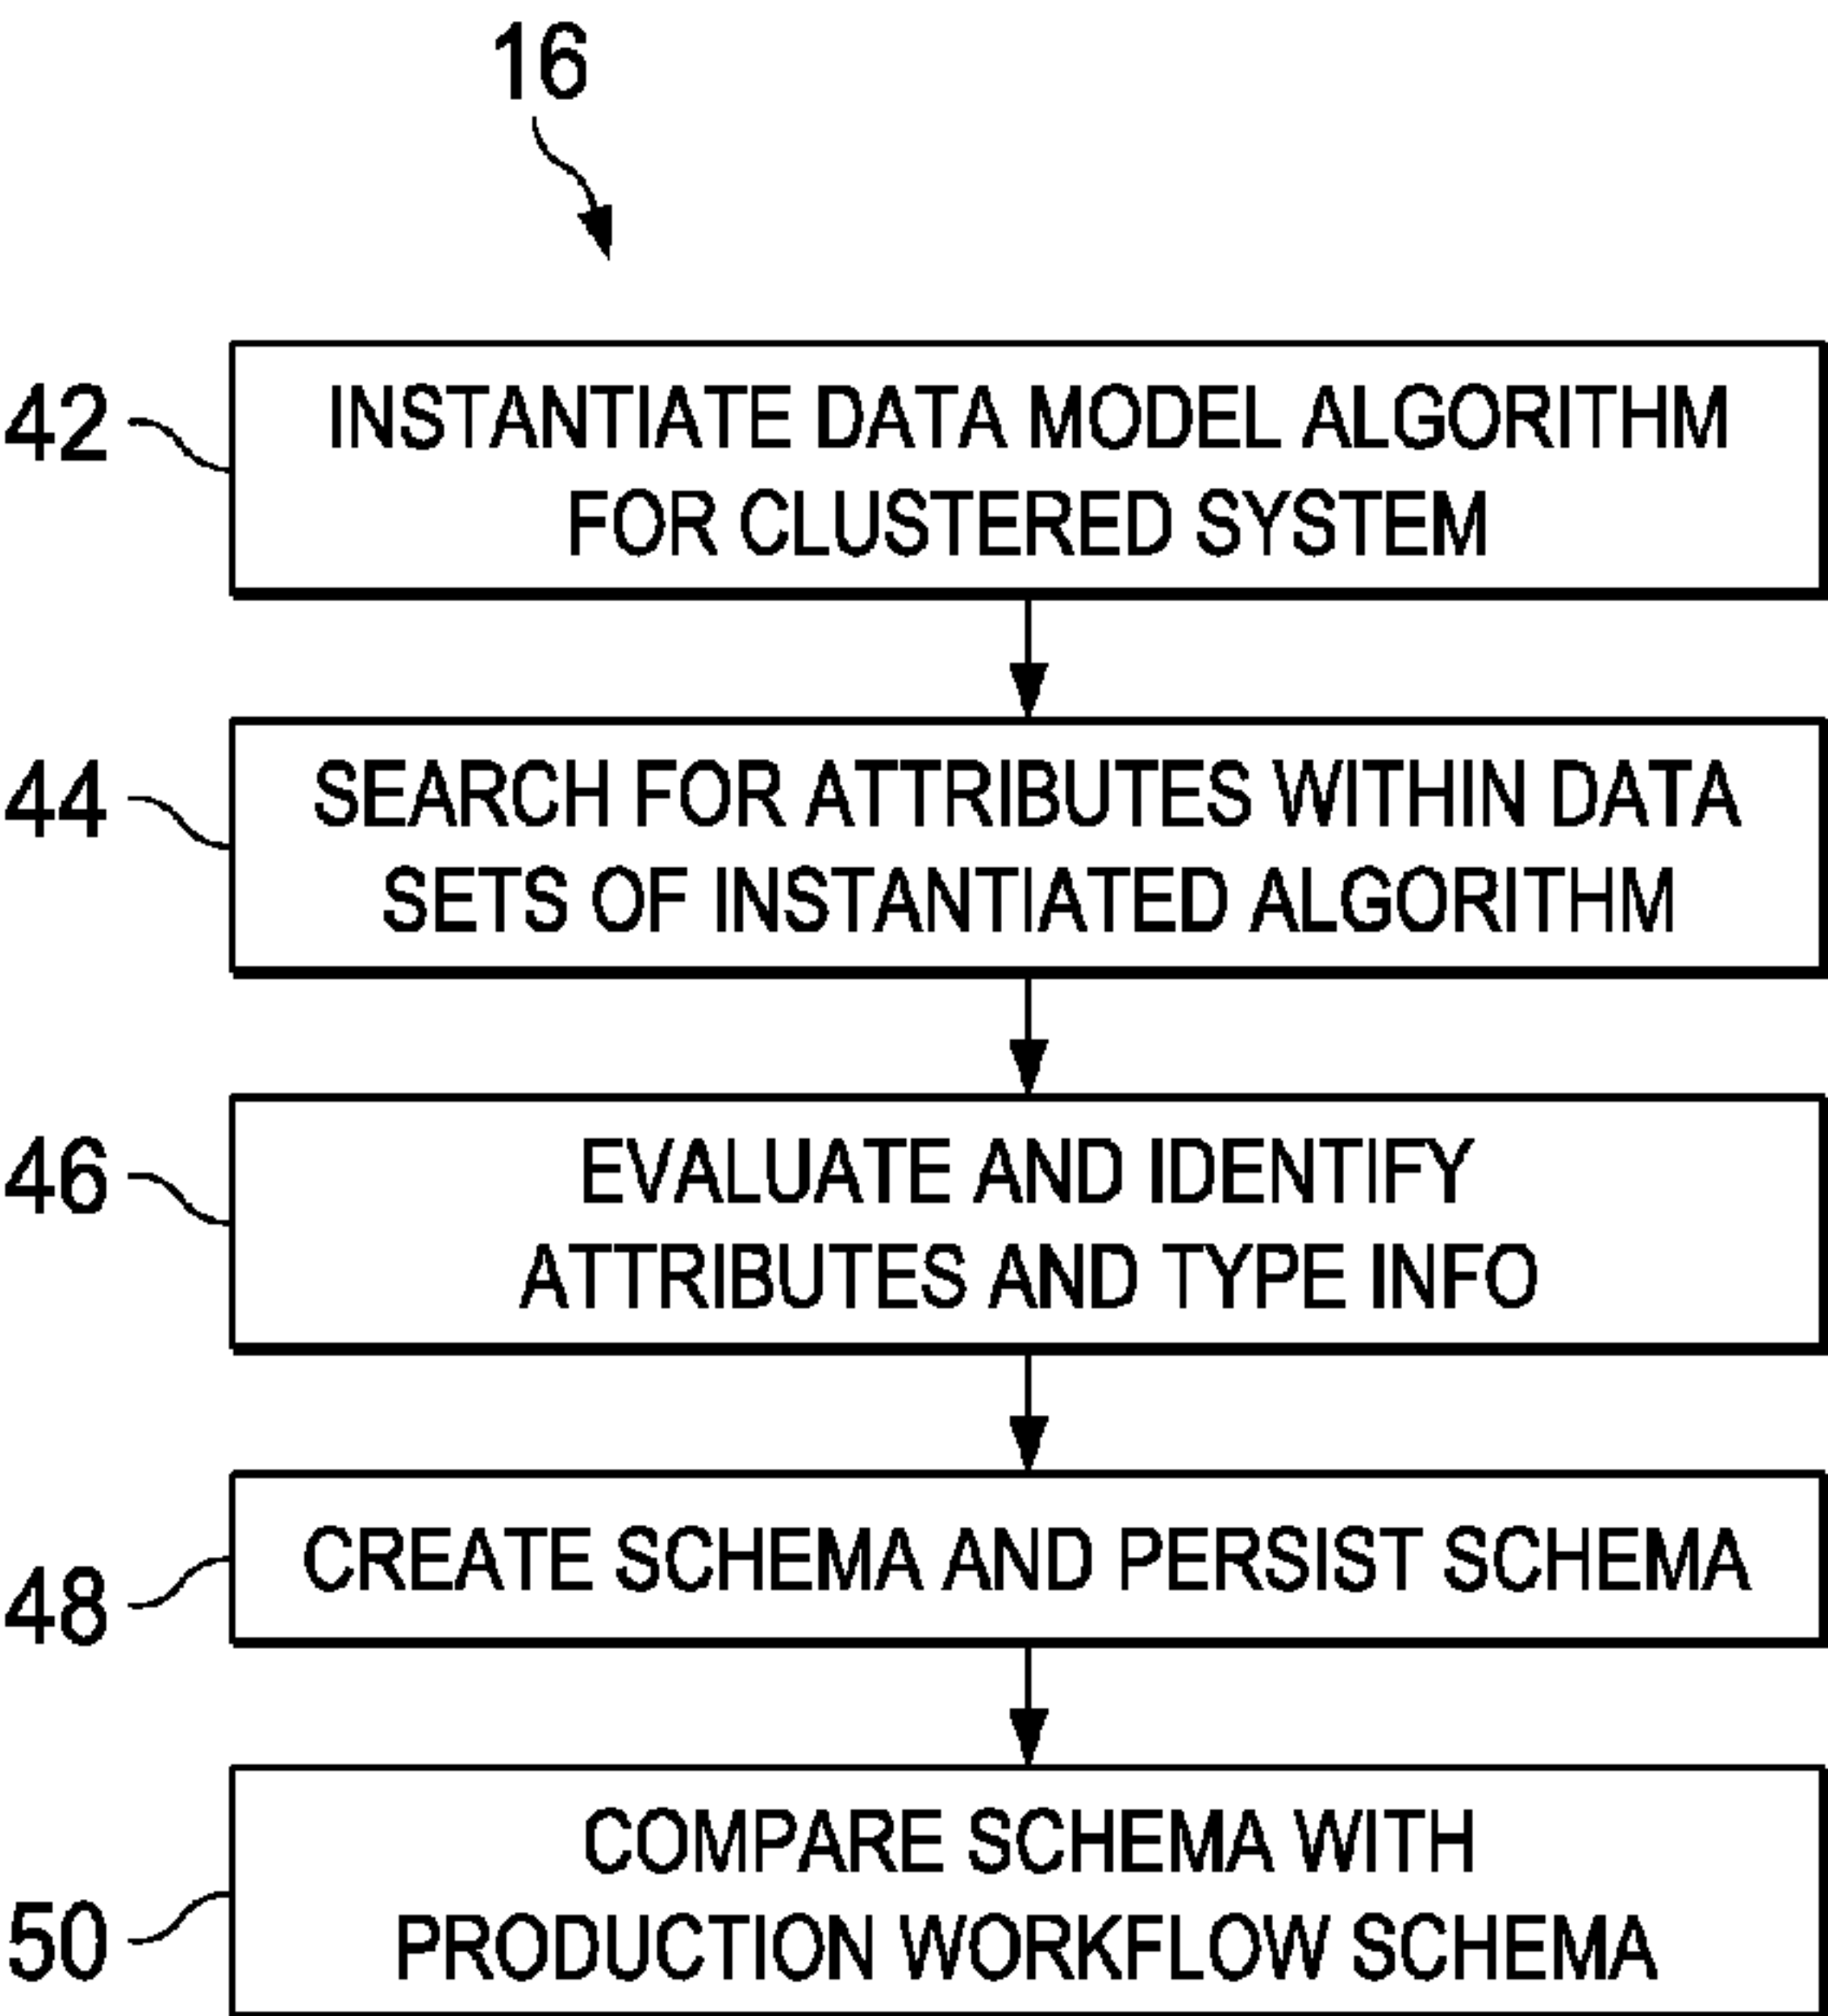 16
42
INSTANTIATE DATA MODEL ALGORITHM
FOR CLUSTERED SYSTEM
44
SEARCH FOR ATTRIBUTES WITHIN DATA
SETS OF INSTANTIATED ALGORITHM
46
EVALUATE AND IDENTIFY
ATTRIBUTES AND TYPE INFO
48
CREATE SCHEMA AND PERSIST SCHEMA
50
COMPARE SCHEMA WITH
PRODUCTION WORKFLOW SCHEMA